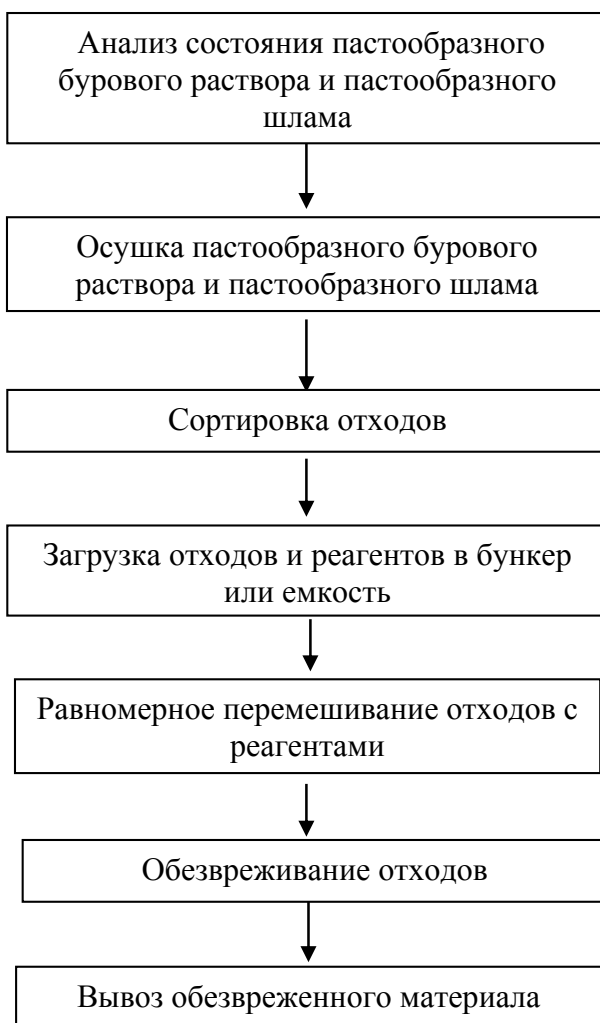 Анализ состояния пастообразного
бурового раствора и пастообразного
шлама
Осушка пастообразного бурового
раствора и пастообразного шлама
Сортировка отходов
Загрузка отходов и реагентов в бункер
или емкость
Равномерное перемешивание отходов с
реагентами
Обезвреживание отходов
Вывоз обезвреженного материала